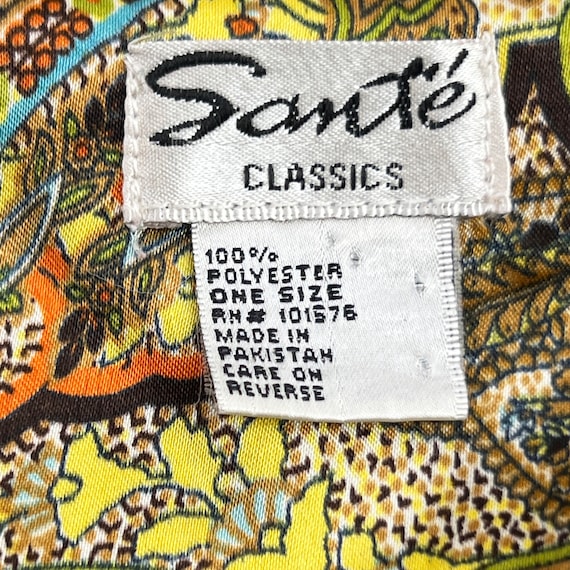 Santé
CLASSICS
100%
POLYESTER
ONE SIZE
RN# 101676
MADE IN
PAKISTAN
CARE ON
REVERSE